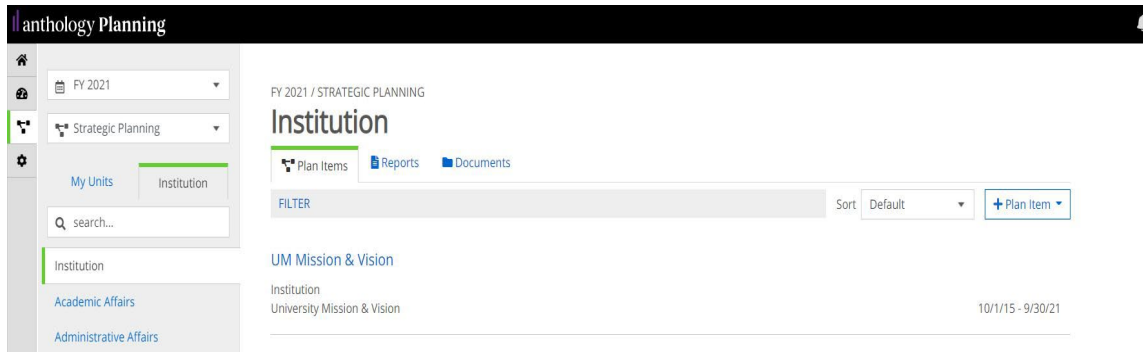 anthology Planning
FY 2021
Strategic Planning
My Units
Institution
search...
Institution
Academic Affairs
Administrative Affairs
FY 2021 / STRATEGIC PLANNING
Institution
Plan Items
Reports
Documents
FILTER
Sort
Default
+ Plan Item
UM Mission & Vision
Institution
University Mission & Vision
10/1/15 - 9/30/21